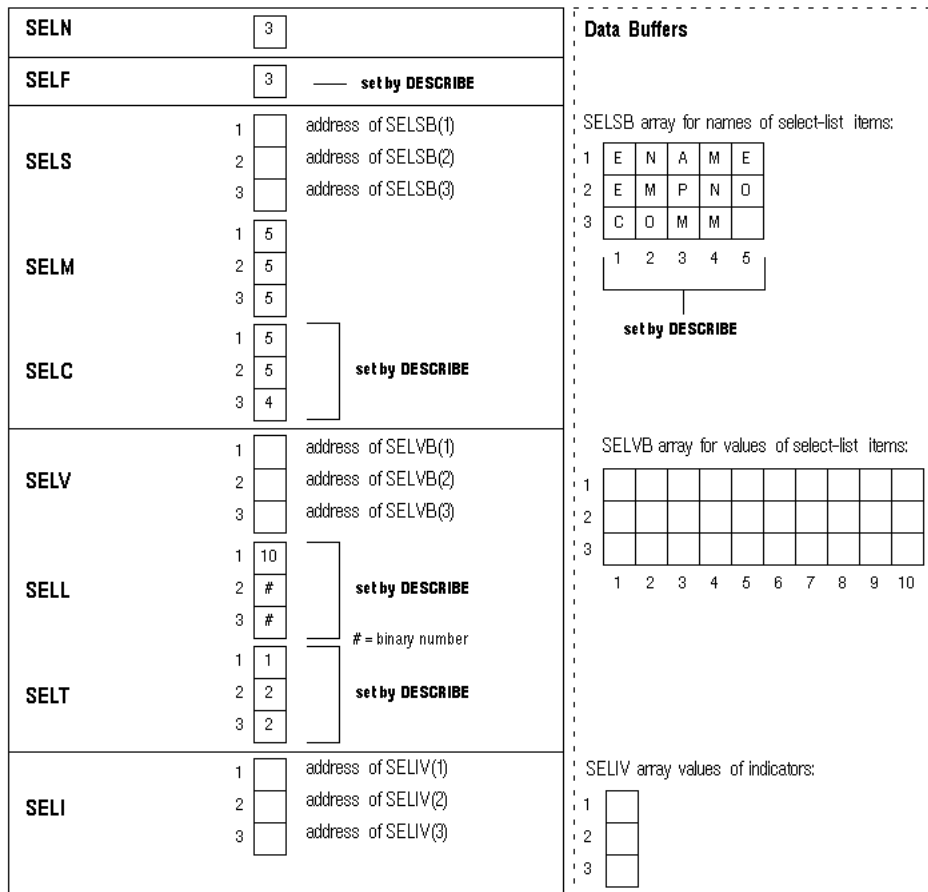 SELN 3
SELF 3 set by DESCRIBE
SELS
1 address of SELSB(1)
2 address of SELSB(2)
3 address of SELSB(3)
SELM
1 5
2 5
3 5
SELC
1 5
2 5
3 4
set by DESCRIBE
SELV
1 address of SELVB(1)
2 address of SELVB(2)
3 address of SELVB(3)
SELL
1 10
2 #
3 #
set by DESCRIBE
# = binary number
SELT
1 1
2 2
3 2
set by DESCRIBE
SELI
1 address of SELIV(1)
2 address of SELIV(2)
3 address of SELIV(3)
Data Buffers
SELSB array for names of select-list items:
1 E N A M E
2 E M P N O
3 C O M M
1 2 3 4 5
set by DESCRIBE
SELVB array for values of select-list items:
1
2
3
1 2 3 4 5 6 7 8 9 10
SELIV array values of indicators:
1
2
3